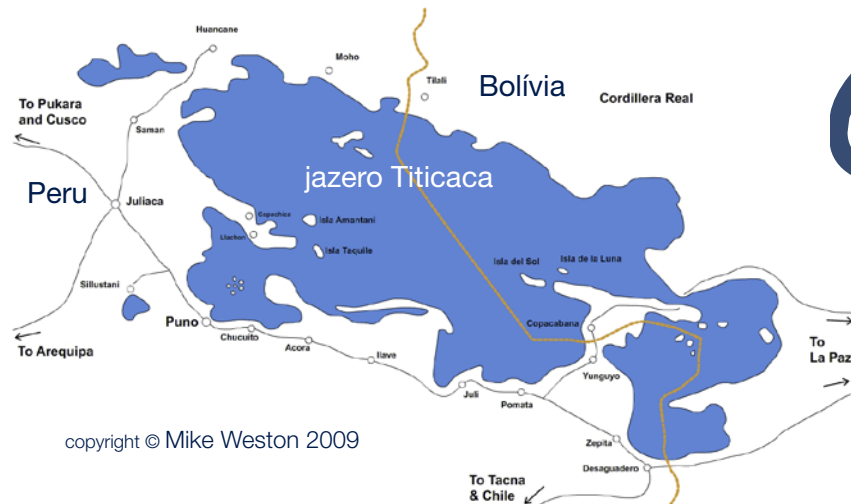 Huancane
Moho
Tilali
Bolívia
Cordillera Real
To Pukara
and Cusco
Saman
jazero Titicaca
Peru
Juliaca
Capachica
Llachon
Isla Amantani
Isla Taquile
Isla del Sol
Isla de la Luna
Sillustani
Puno
Chucuito
Acora
Ilave
Copacabana
To Arequipa
To
La Paz
Yunguyo
Juli
Pomata
copyright © Mike Weston 2009
Zepita
Desaguadero
To Tacna
& Chile